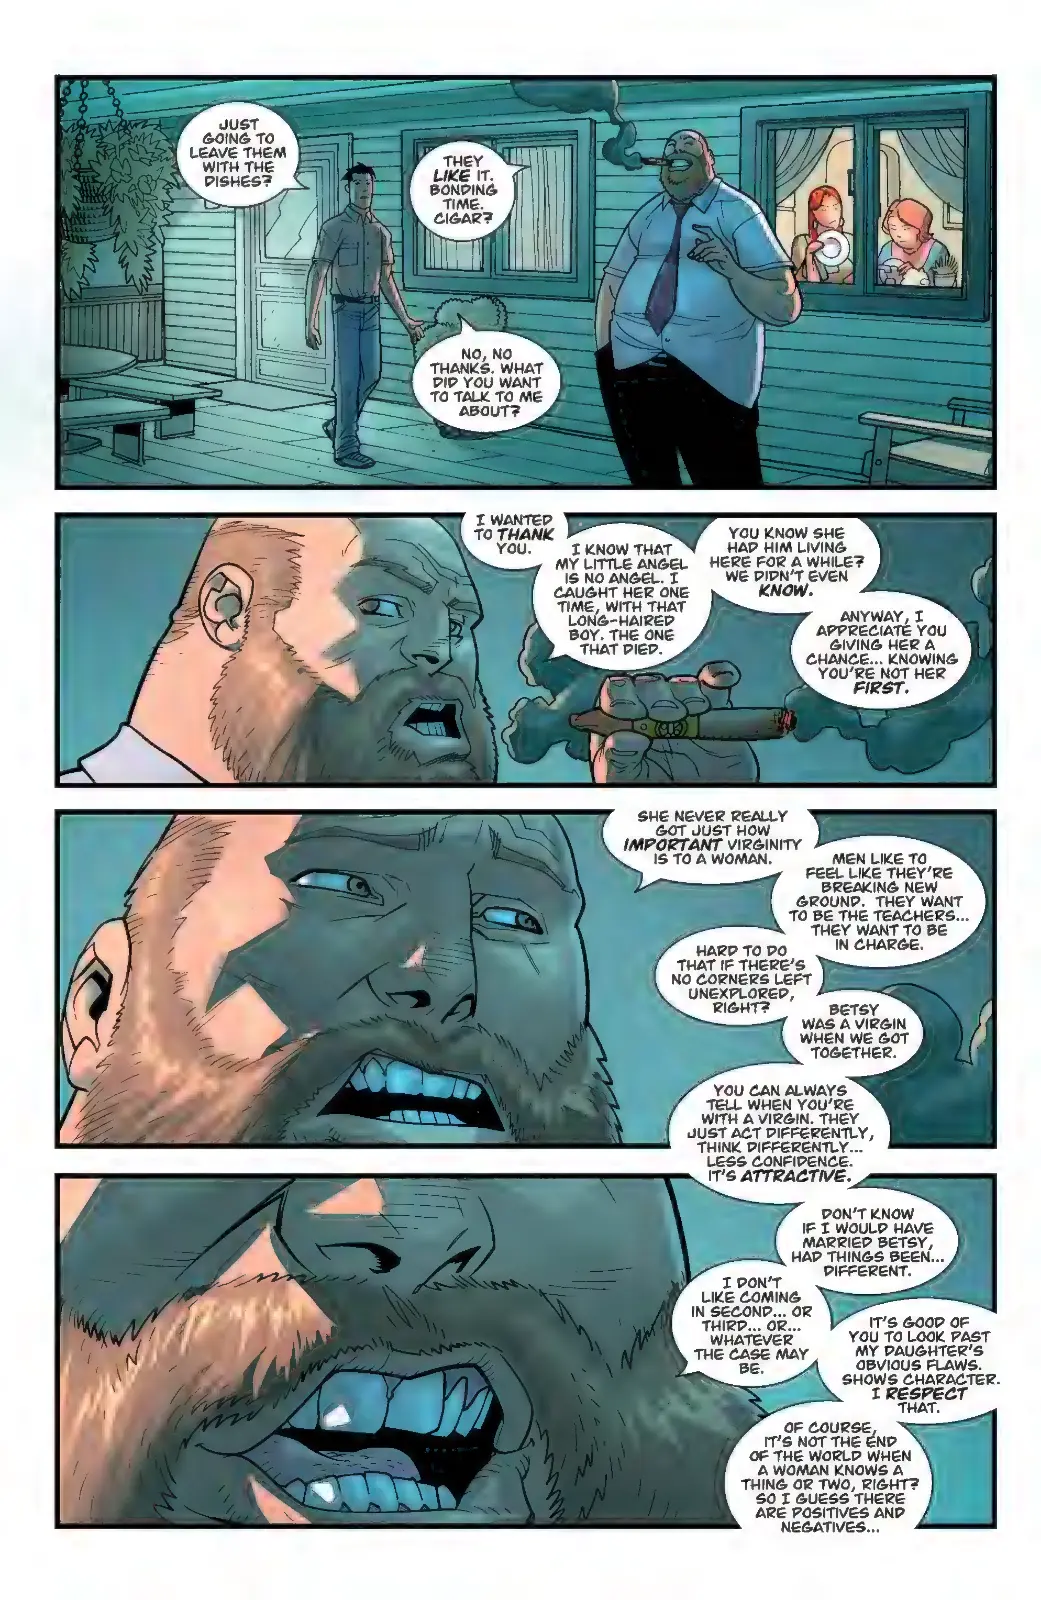 JUST
GOING TO
LEAVE THEM
WITH THE
DISHES?
THEY
LIKE IT.
BONDING
TIME.
CIGAR?
NO, NO
THANKS. WHAT
DID YOU WANT
TO TALK TO ME
ABOUT?
I WANTED
TO THANK
YOU.
I KNOW THAT
MY LITTLE ANGEL
IS NO ANGEL. I
CAUGHT HER ONE
TIME, WITH THAT
LONG-HAIRED
BOY. THE ONE
THAT DIED.
YOU KNOW SHE
HAD HIM LIVING
HERE FOR A WHILE?
WE DIDN'T EVEN
KNOW.
ANYWAY, I
APPRECIATE YOU
GIVING HER A
CHANCE... KNOWING
YOU'RE NOT HER
FIRST.
SHE NEVER REALLY
GOT JUST HOW
IMPORTANT VIRGINITY
IS TO A WOMAN.
MEN LIKE TO
FEEL LIKE THEY'RE
BREAKING NEW
GROUND. THEY WANT
TO BE THE TEACHERS...
THEY WANT TO BE
IN CHARGE.
HARD TO DO
THAT IF THERE'S
NO CORNERS LEFT
UNEXPLORED,
RIGHT?
BETSY
WAS A VIRGIN
WHEN WE GOT
TOGETHER.
YOU CAN ALWAYS
TELL WHEN YOU'RE
WITH A VIRGIN. THEY
JUST ACT DIFFERENTLY,
THINK DIFFERENTLY...
LESS CONFIDENCE.
IT'S ATTRACTIVE.
DON'T KNOW
IF I WOULD HAVE
MARRIED BETSY,
HAD THINGS BEEN...
DIFFERENT.
I DON'T
LIKE COMING
IN SECOND... OR
THIRD... OR...
WHATEVER
THE CASE MAY
BE.
IT'S GOOD OF
YOU TO LOOK PAST
MY DAUGHTER'S
OBVIOUS FLAWS.
SHOWS CHARACTER.
I RESPECT
THAT.
OF COURSE,
IT'S NOT THE END
OF THE WORLD WHEN
A WOMAN KNOWS A
THING OR TWO, RIGHT?
SO I GUESS THERE
ARE POSITIVES AND
NEGATIVES...